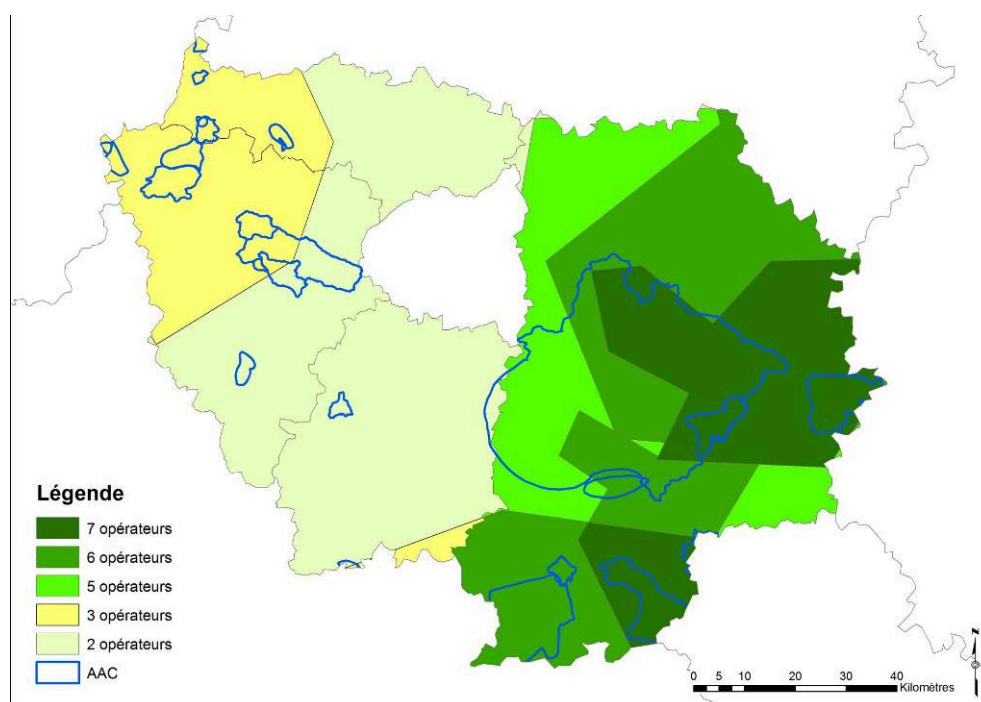 Légende
7 opérateurs
6 opérateurs
5 opérateurs
3 opérateurs
2 opérateurs
AAC
N
0 5 10 20 30 40
Kilomètres